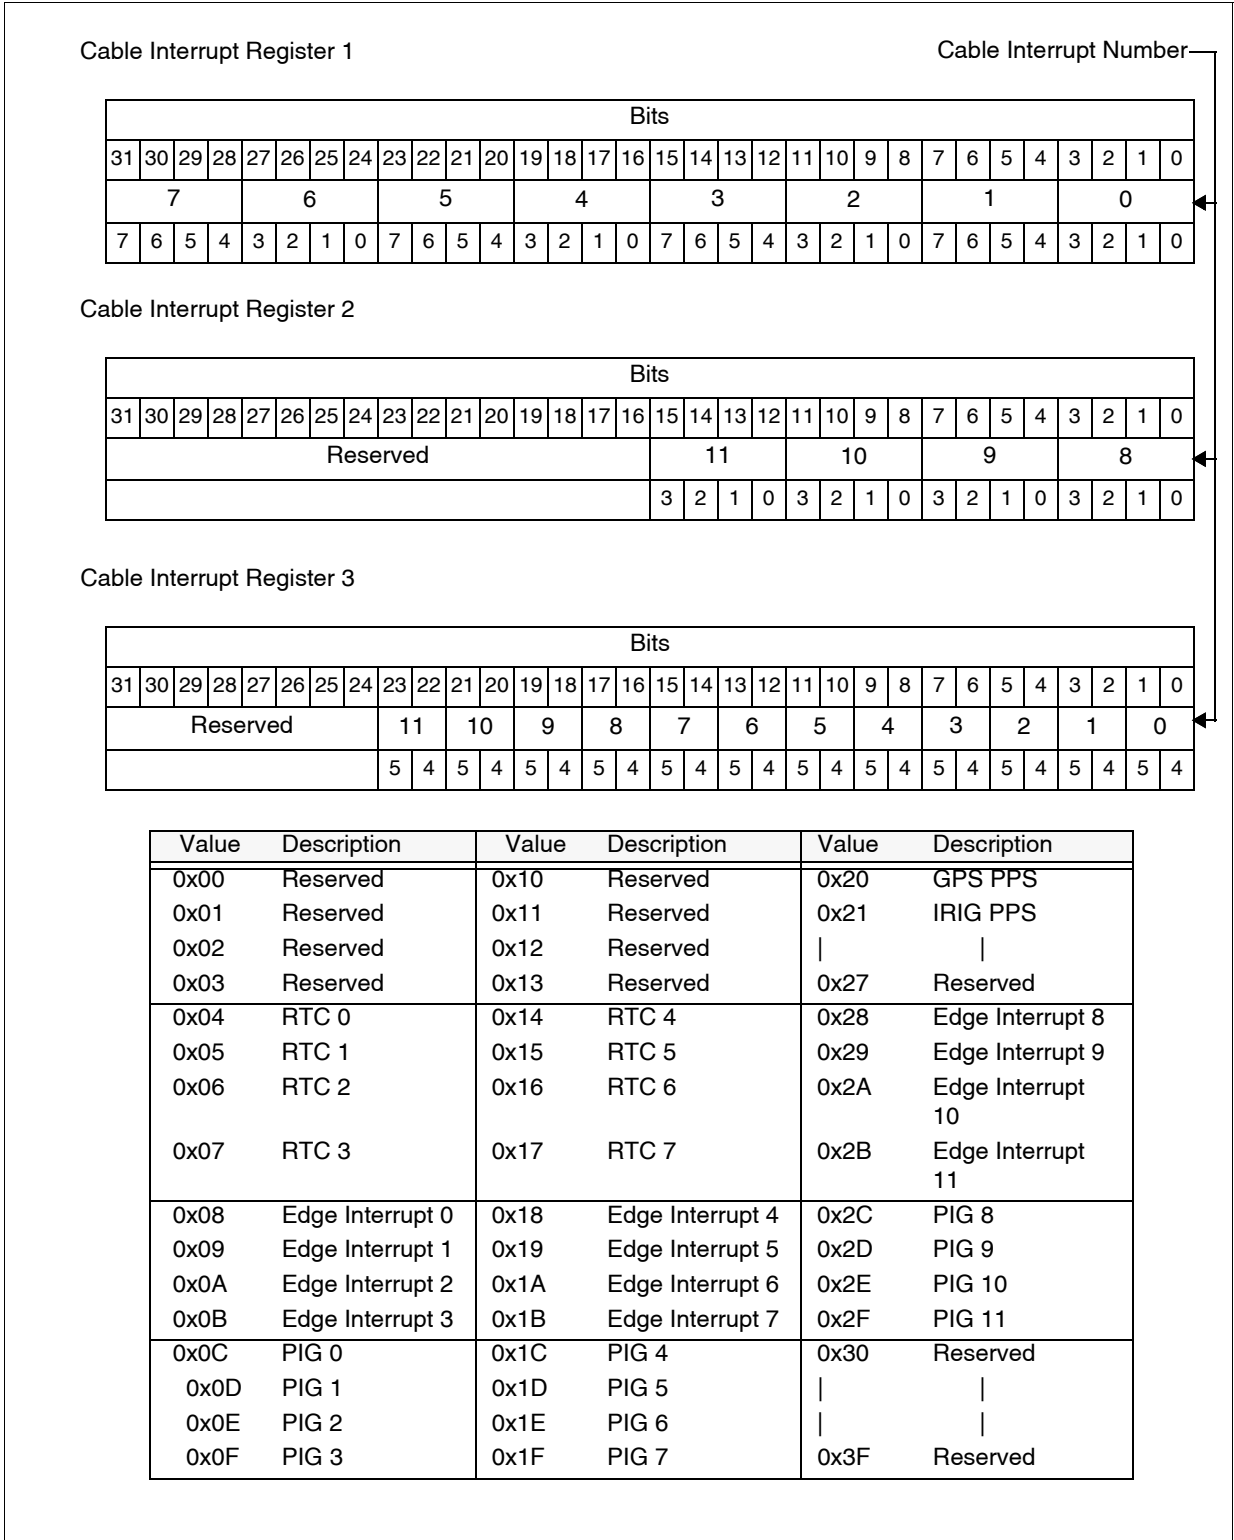 Cable Interrupt Register 1 Cable Interrupt Number
Bits
31 30 29 28 27 26 25 24 23 22 21 20 19 18 17 16 15 14 13 12 11 10 9 8 7 6 5 4 3 2 1 0
7 6 5 4 3 2 1 0
7 6 5 4 3 2 1 0 7 6 5 4 3 2 1 0 7 6 5 4 3 2 1 0 7 6 5 4 3 2 1 0
Cable Interrupt Register 2
Bits
31 30 29 28 27 26 25 24 23 22 21 20 19 18 17 16 15 14 13 12 11 10 9 8 7 6 5 4 3 2 1 0
Reserved 11 10 9 8
3 2 1 0 3 2 1 0 3 2 1 0 3 2 1 0
Cable Interrupt Register 3
Bits
31 30 29 28 27 26 25 24 23 22 21 20 19 18 17 16 15 14 13 12 11 10 9 8 7 6 5 4 3 2 1 0
Reserved 11 10 9 8 7 6 5 4 3 2 1 0
5 4 5 4 5 4 5 4 5 4 5 4 5 4 5 4 5 4 5 4 5 4 5 4
Value Description Value Description Value Description
0x00 Reserved 0x10 Reserved 0x20 GPS PPS
0x01 Reserved 0x11 Reserved 0x21 IRIG PPS
0x02 Reserved 0x12 Reserved | |
0x03 Reserved 0x13 Reserved 0x27 Reserved
0x04 RTC 0 0x14 RTC 4 0x28 Edge Interrupt 8
0x05 RTC 1 0x15 RTC 5 0x29 Edge Interrupt 9
0x06 RTC 2 0x16 RTC 6 0x2A Edge Interrupt
10
0x07 RTC 3 0x17 RTC 7 0x2B Edge Interrupt
11
0x08 Edge Interrupt 0 0x18 Edge Interrupt 4 0x2C PIG 8
0x09 Edge Interrupt 1 0x19 Edge Interrupt 5 0x2D PIG 9
0x0A Edge Interrupt 2 0x1A Edge Interrupt 6 0x2E PIG 10
0x0B Edge Interrupt 3 0x1B Edge Interrupt 7 0x2F PIG 11
0x0C PIG 0 0x1C PIG 4 0x30 Reserved
0x0D PIG 1 0x1D PIG 5 | |
0x0E PIG 2 0x1E PIG 6 | |
0x0F PIG 3 0x1F PIG 7 0x3F Reserved